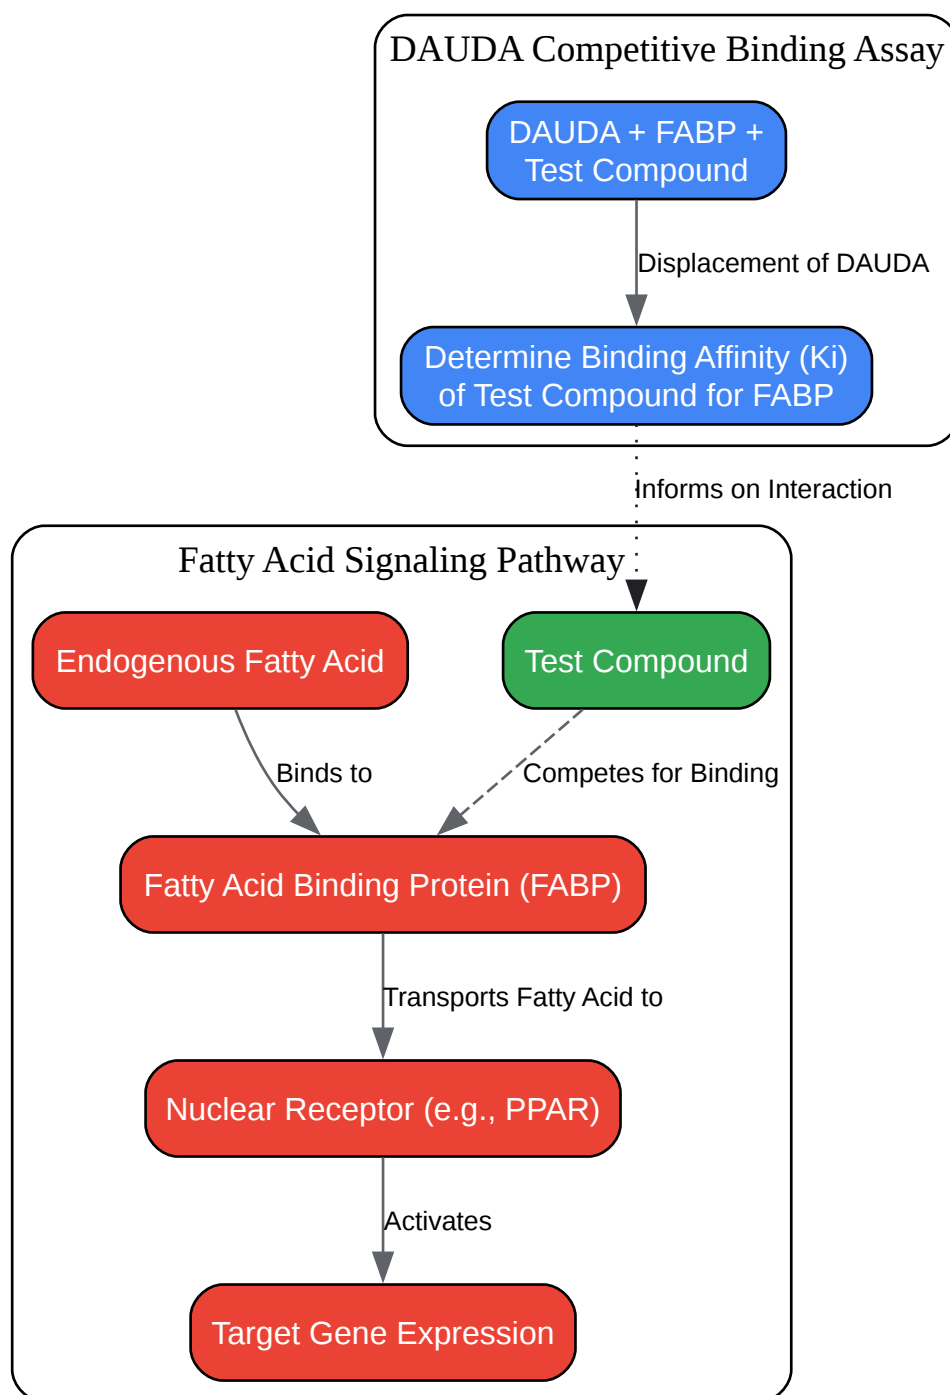 DAUDA Competitive Binding Assay
DAUDA + FABP +
Test Compound
Displacement of DAUDA
Determine Binding Affinity (Ki)
of Test Compound for FABP
Informs on Interaction
Fatty Acid Signaling Pathway
Endogenous Fatty Acid
Test Compound
Binds to
Competes for Binding
Fatty Acid Binding Protein (FABP)
Transports Fatty Acid to
Nuclear Receptor (e.g., PPAR)
Activates
Target Gene Expression